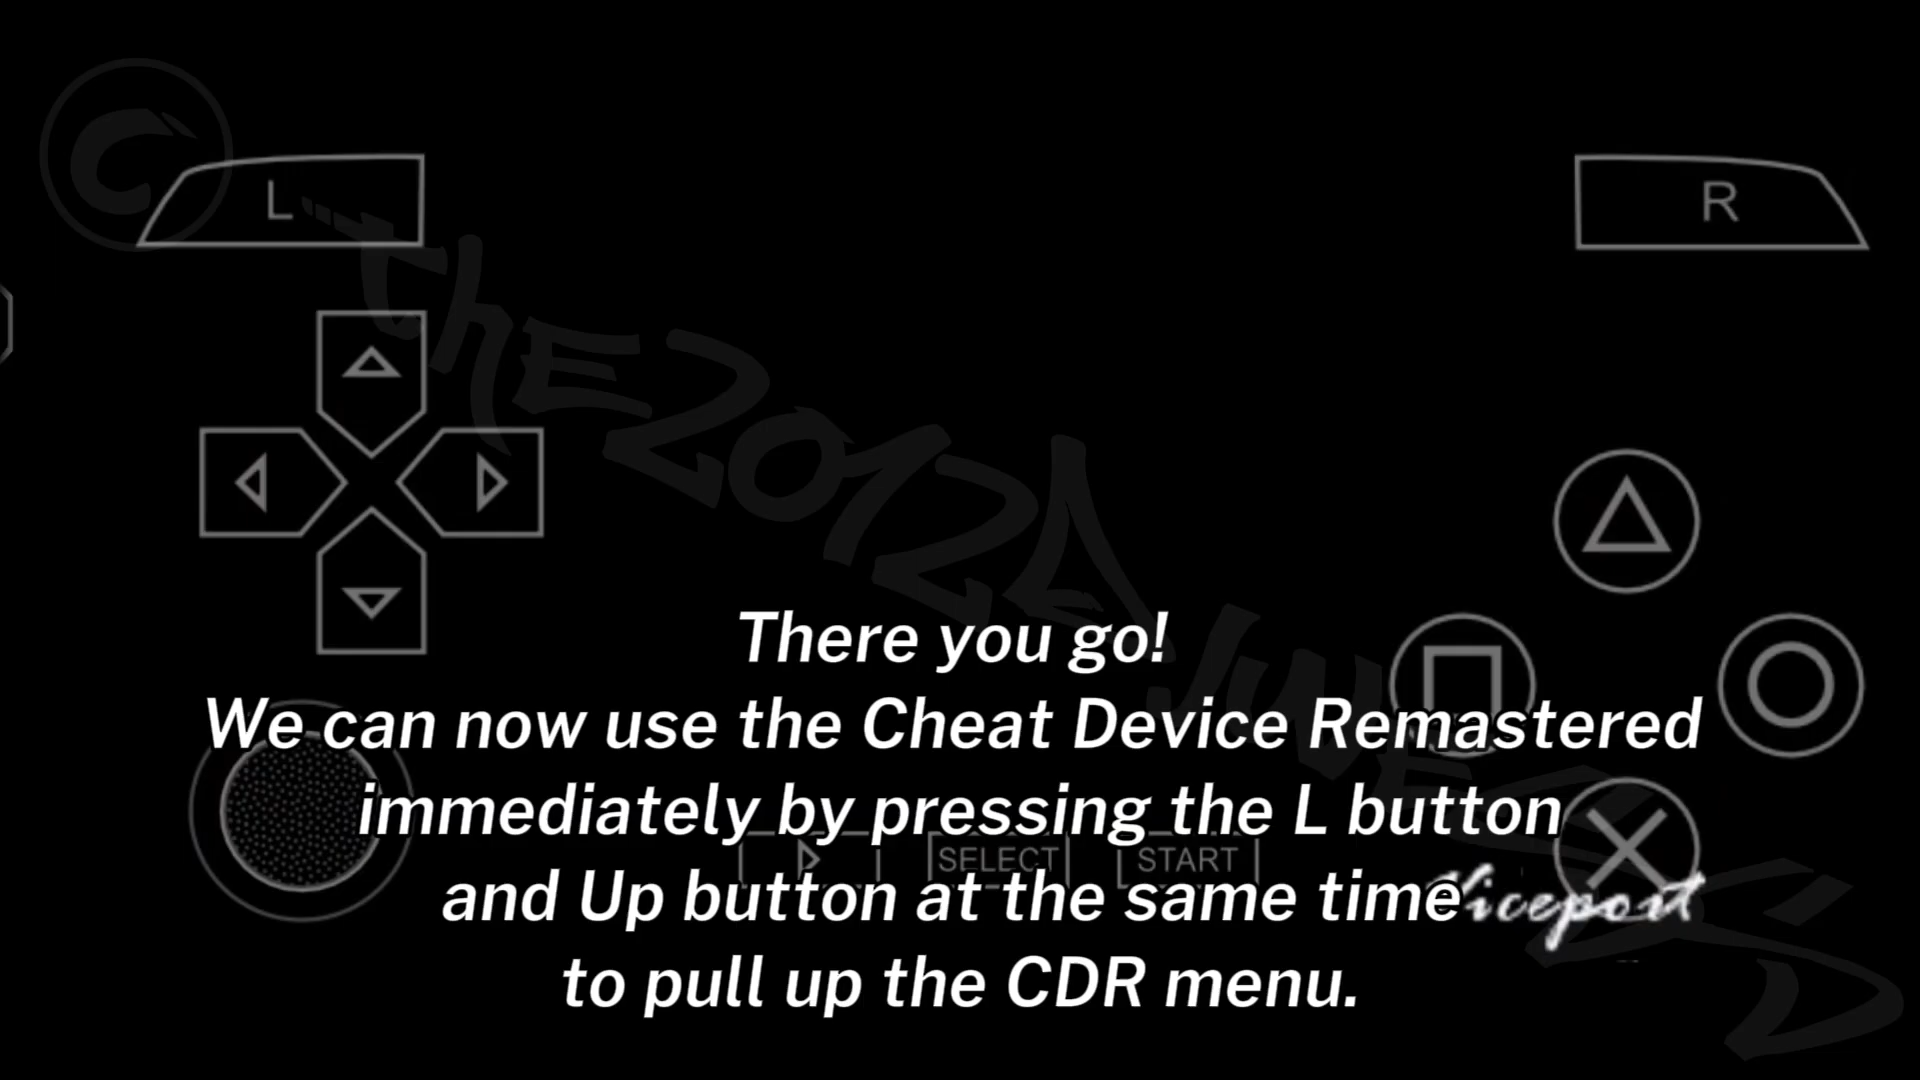 L
R
There you go!
We can now use the Cheat Device Remastered
immediately by pressing the L button
SELECT
START
and Up button at the same time
Viceport
to pull up the CDR menu.